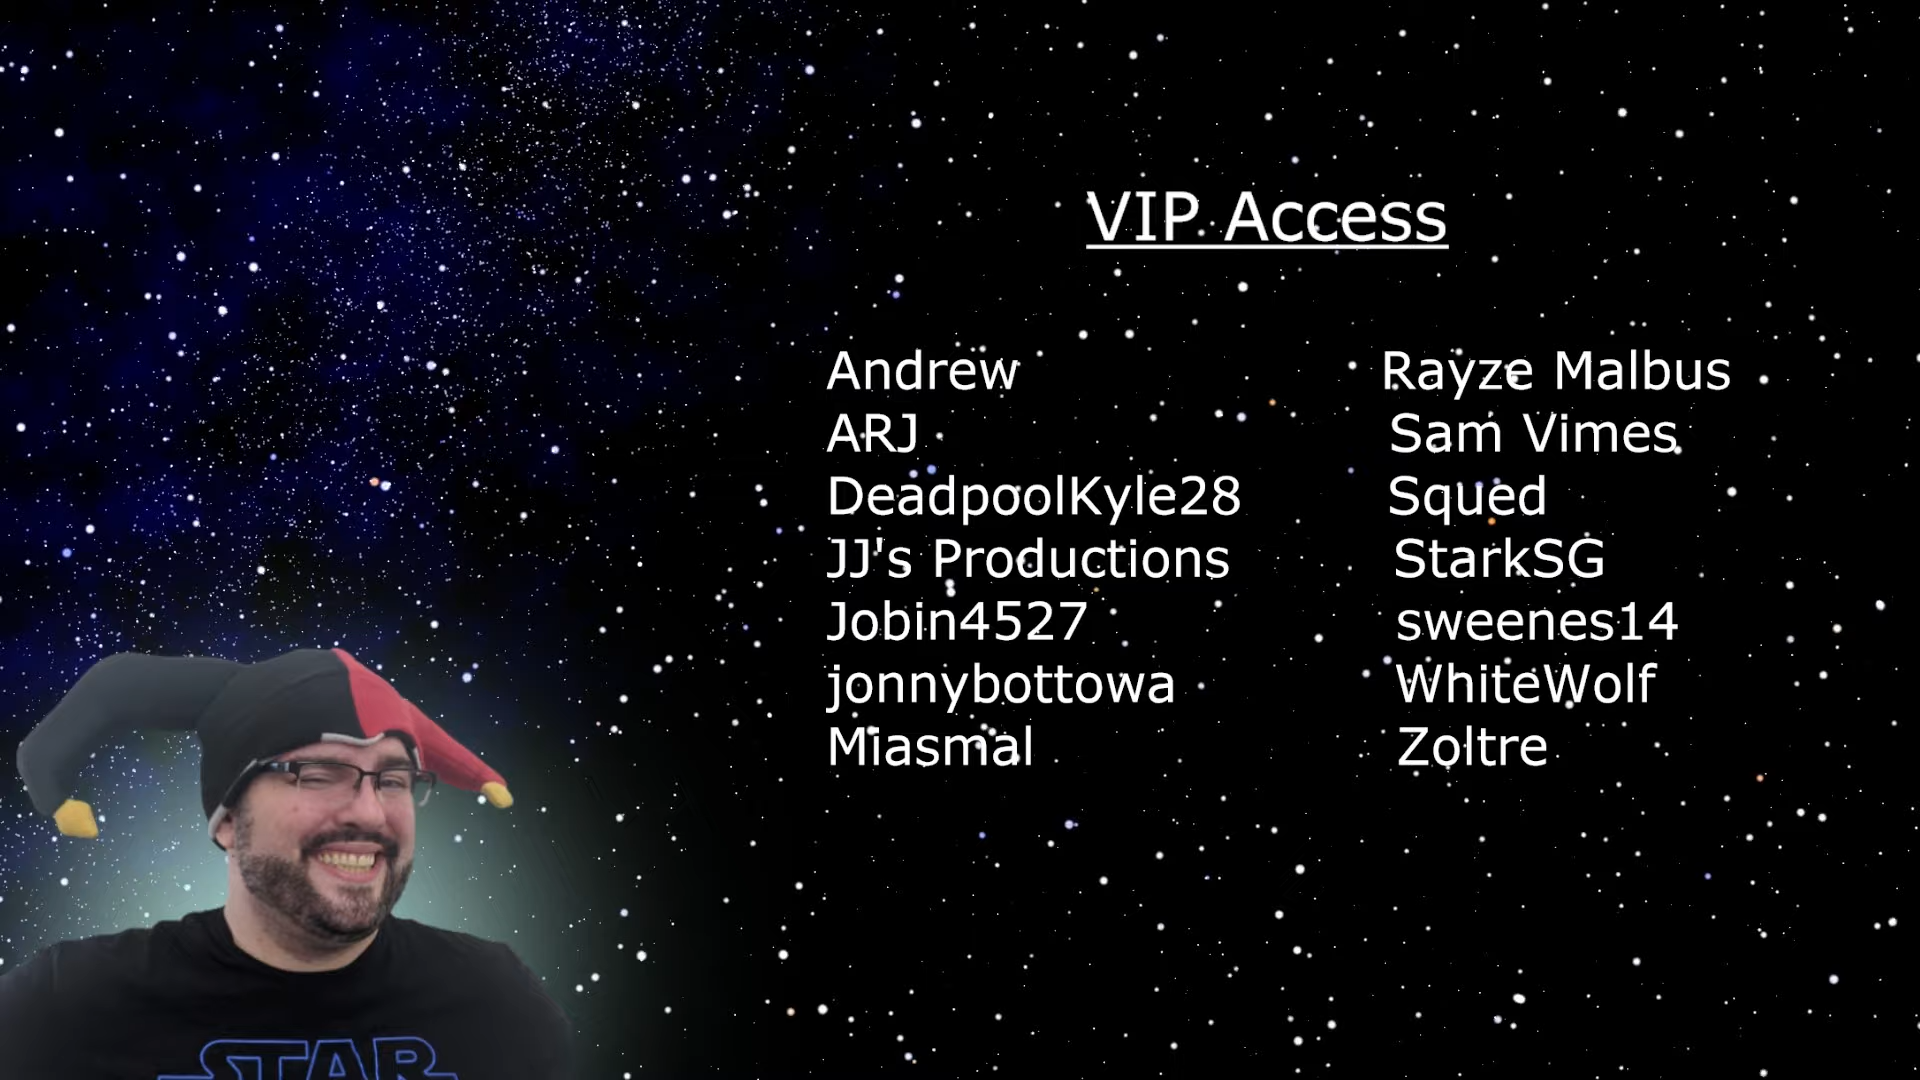 VIP Access
Andrew
ARJ
DeadpoolKyle28
JJ's Productions
Jobin4527
jonnybottowa
Miasmal
Rayze Malbus
Sam Vimes
Squed
StarkSG
sweenes14
WhiteWolf
Zoltre
STAR